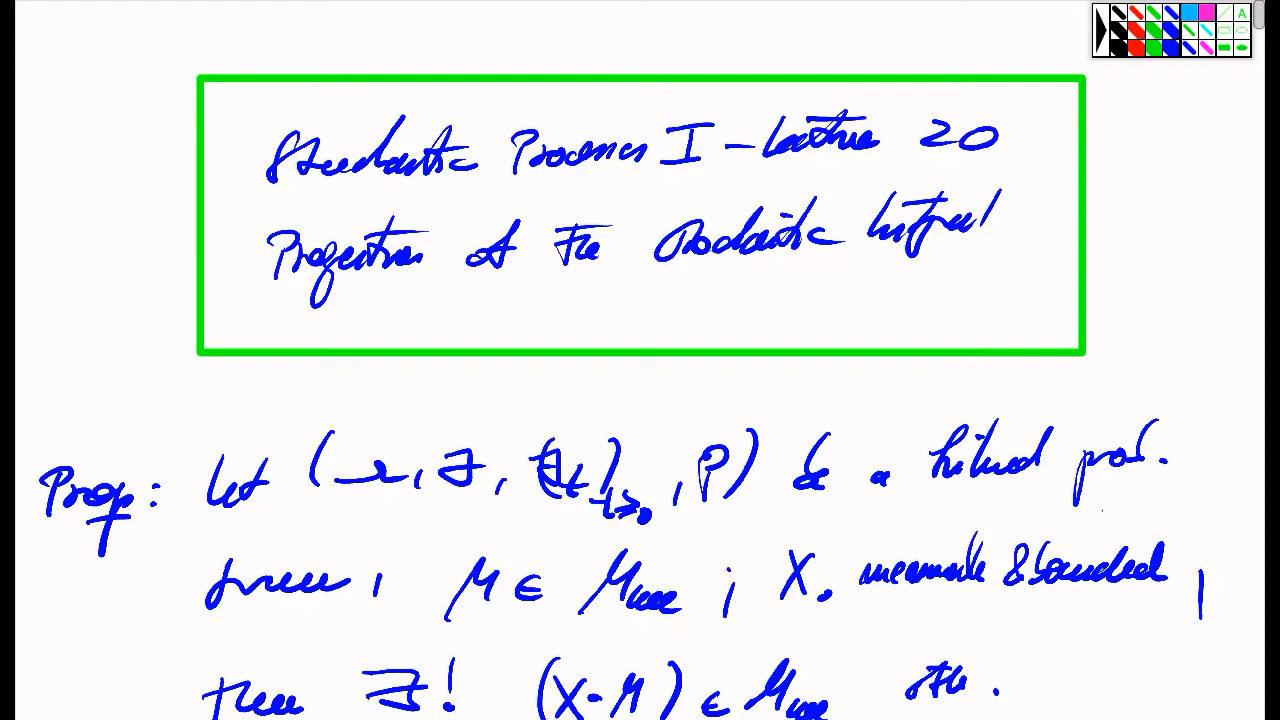 Stochastic Processes I - Lecture 20
Properties of the stochastic integral
Prop: Let (Ω, F, (F_t)_{t≥0}, P) be a filtered prob.
space, M ∈ M_loc ; X. measurable & bounded,
then ∃! (X·M) ∈ M_loc s.th.
A